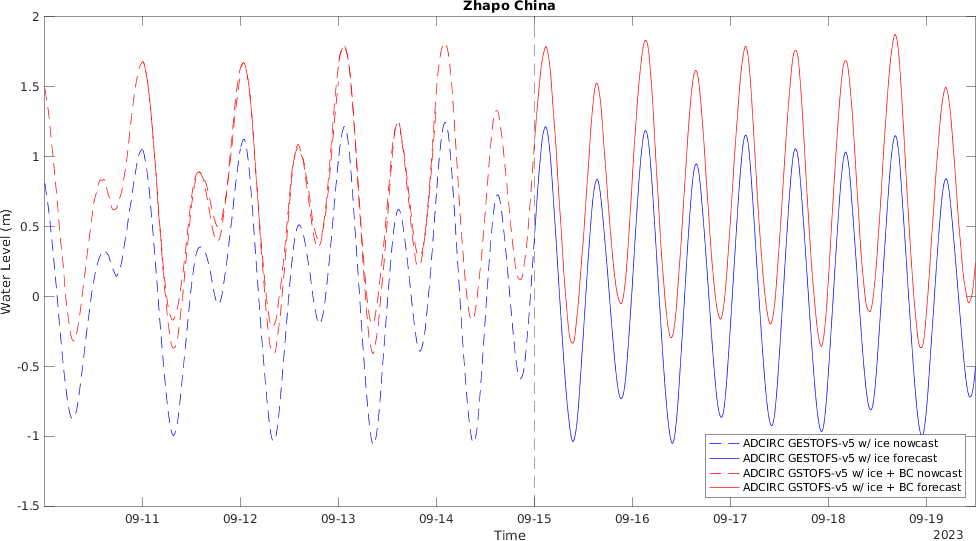 Zhapo China
2
1.5
1
0.5
0
-0.5
-1
-1.5
Water Level (m)
09-11
09-12
09-13
09-14
09-15
09-16
09-17
09-18
09-19
Time
2023
ADCIRC GESTOFS-v5 w/ ice nowcast
ADCIRC GESTOFS-v5 w/ ice forecast
ADCIRC GSTOFS-v5 w/ ice + BC nowcast
ADCIRC GSTOFS-v5 w/ ice + BC forecast